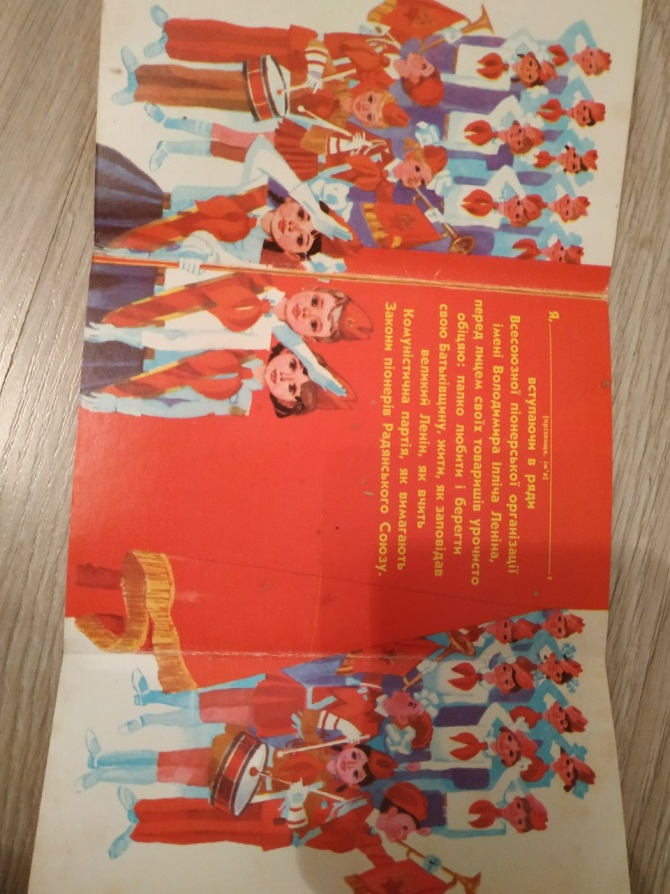 Я, ,
(прізвище, ім'я)
вступаючи в ряди
Всесоюзної піонерської організації
імені Володимира Ілліча Леніна,
перед лицем своїх товаришів урочисто
обіцяю: палко любити і берегти
свою Батьківщину, жити, як заповідав
великий Ленін, як вчить
Комуністична партія, як вимагають
Закони піонерів Радянського Союзу.